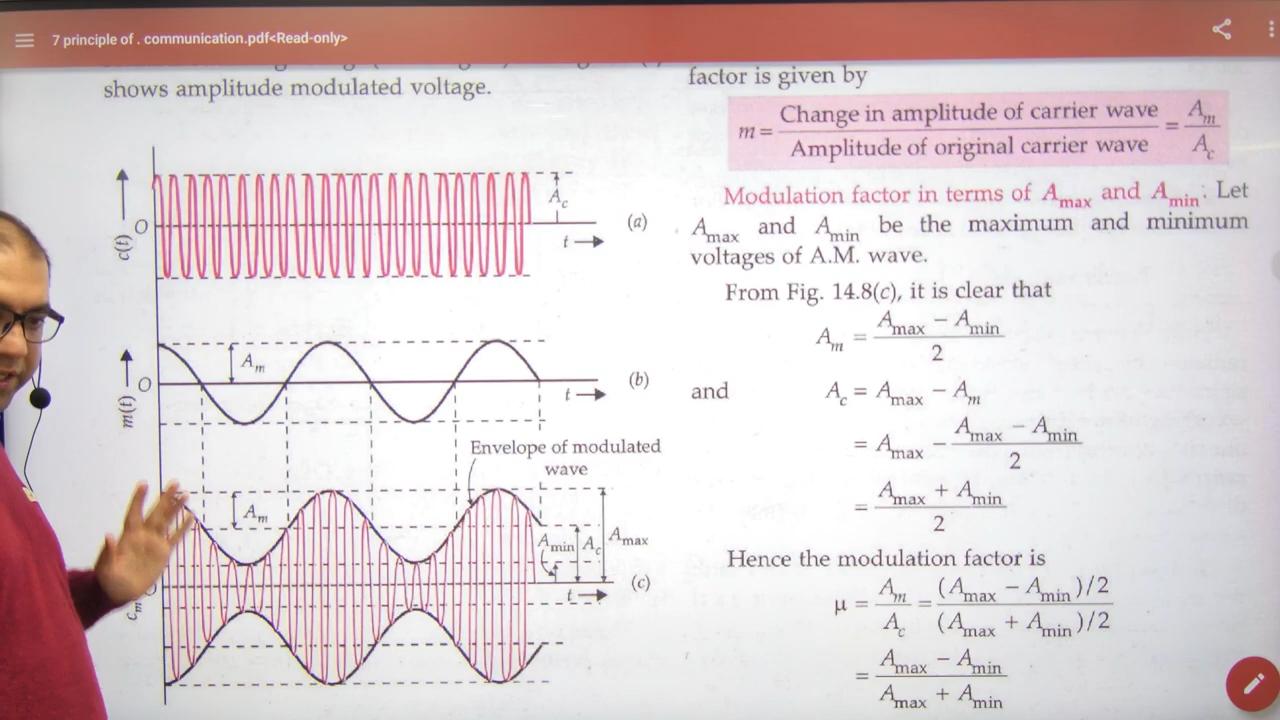 7 principle of . communication.pdf<Read-only>
shows amplitude modulated voltage.
c(t)
O
A_c
t
(a)
m(t)
O
A_m
t
(b)
Envelope of modulated
wave
A_m
A_min
A_c
A_max
t
(c)
factor is given by
m = Change in amplitude of carrier wave / Amplitude of original carrier wave = A_m / A_c
Modulation factor in terms of A_max and A_min: Let
A_max and A_min be the maximum and minimum
voltages of A.M. wave.
From Fig. 14.8(c), it is clear that
A_m = (A_max − A_min) / 2
and A_c = A_max − A_m
= A_max − (A_max − A_min) / 2
= (A_max + A_min) / 2
Hence the modulation factor is
μ = A_m / A_c = (A_max − A_min)/2 / (A_max + A_min)/2
= (A_max − A_min) / (A_max + A_min)